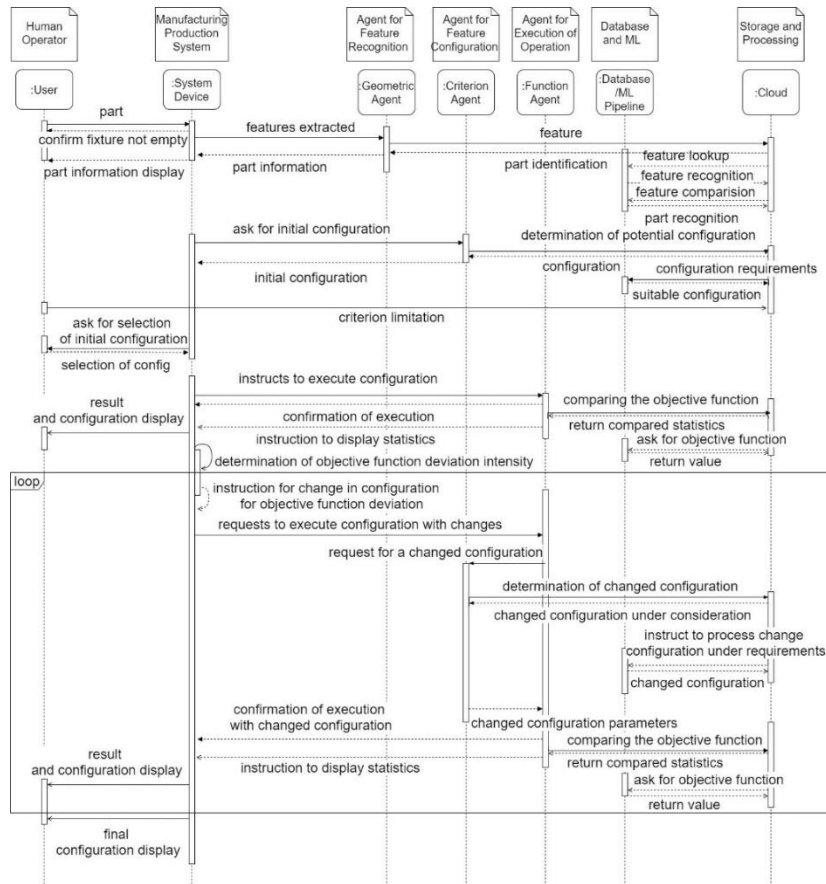 Human
Operator
Manufacturing
Production
System
Agent for
Feature
Recognition
Agent for
Feature
Configuration
Agent for
Execution of
Operation
Database
and ML
Storage and
Processing
:User
:System
Device
:Geometric
Agent
:Criterion
Agent
:Function
Agent
:Database
/ML
Pipeline
:Cloud
part
confirm fixture not empty
features extracted
feature
part information display
part information
part identification
feature lookup
feature recognition
feature comparision
part recognition
ask for initial configuration
determination of potential configuration
initial configuration
configuration
configuration requirements
suitable configuration
criterion limitation
ask for selection
of initial configuration
selection of config
instructs to execute configuration
result
and configuration display
comparing the objective function
confirmation of execution
return compared statistics
instruction to display statistics
ask for objective function
return value
determination of objective function deviation intensity
loop
instruction for change in configuration
for objective function deviation
requests to execute configuration with changes
request for a changed configuration
determination of changed configuration
changed configuration under consideration
instruct to process change
configuration under requirements
changed configuration
confirmation of execution
with changed configuration
changed configuration parameters
comparing the objective function
result
and configuration display
return compared statistics
instruction to display statistics
ask for objective function
return value
final
configuration display